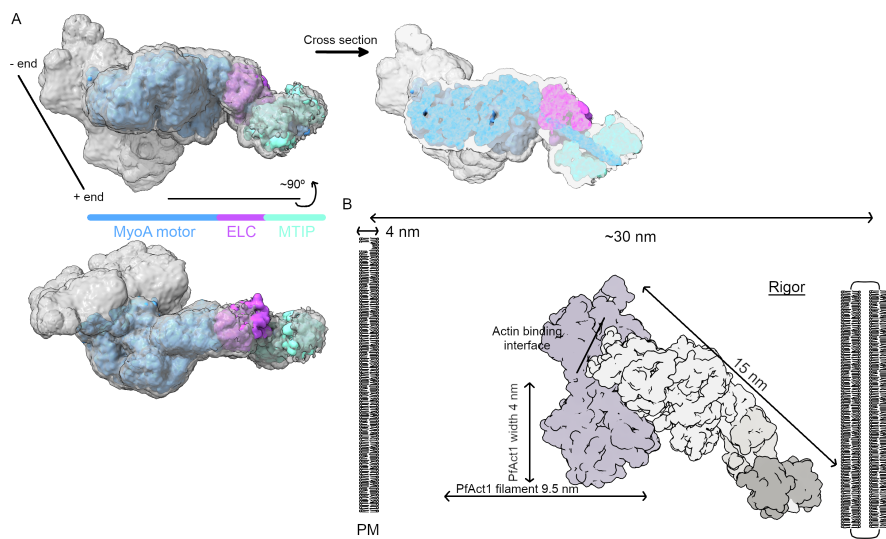 A
Cross section
- end
+ end
~90º
MyoA motor
ELC
MTIP
B
4 nm
~30 nm
Rigor
Actin binding
interface
15 nm
PfAct1 width 4 nm
PfAct1 filament 9.5 nm
PM